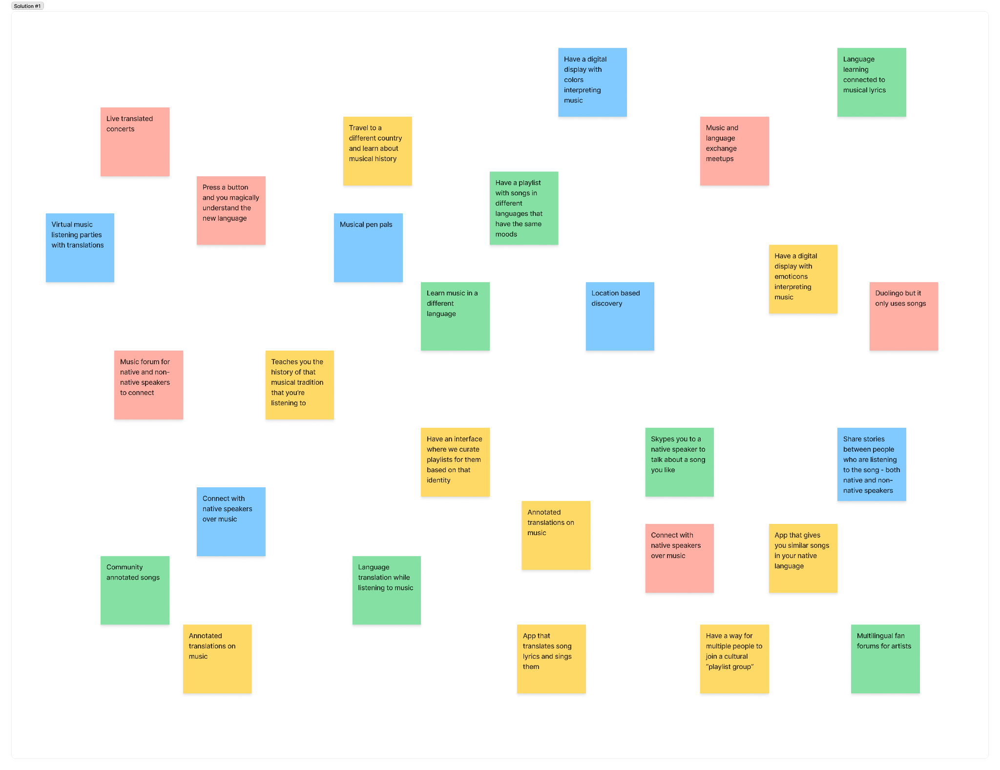 Solution #1
Have a digital
display with
colors
interpreting
music
Language
learning
connected to
musical lyrics
Live translated
concerts
Travel to a
different country
and learn about
musical history
Music and
language
exchange
meetups
Press a button
and you magically
understand the
new language
Have a playlist
with songs in
different
languages that
have the same
moods
Virtual music
listening parties
with translations
Musical pen pals
Have a digital
display with
emoticons
interpreting
music
Learn music in a
different
language
Location based
discovery
Duolingo but it
only uses songs
Music forum for
native and non-
native speakers
to connect
Teaches you the
history of that
musical tradition
that you’re
listening to
Have an interface
where we curate
playlists for them
based on that
identity
Skypes you to a
native speaker to
talk about a song
you like
Share stories
between people
who are listening
to the song - both
native and non-
native speakers
Connect with
native speakers
over music
Annotated
translations on
music
Connect with
native speakers
over music
App that gives
you similar songs
in your native
language
Community
annotated songs
Language
translation while
listening to music
Annotated
translations on
music
App that
translates song
lyrics and sings
them
Have a way for
multiple people to
join a cultural
“playlist group”
Multilingual fan
forums for artists